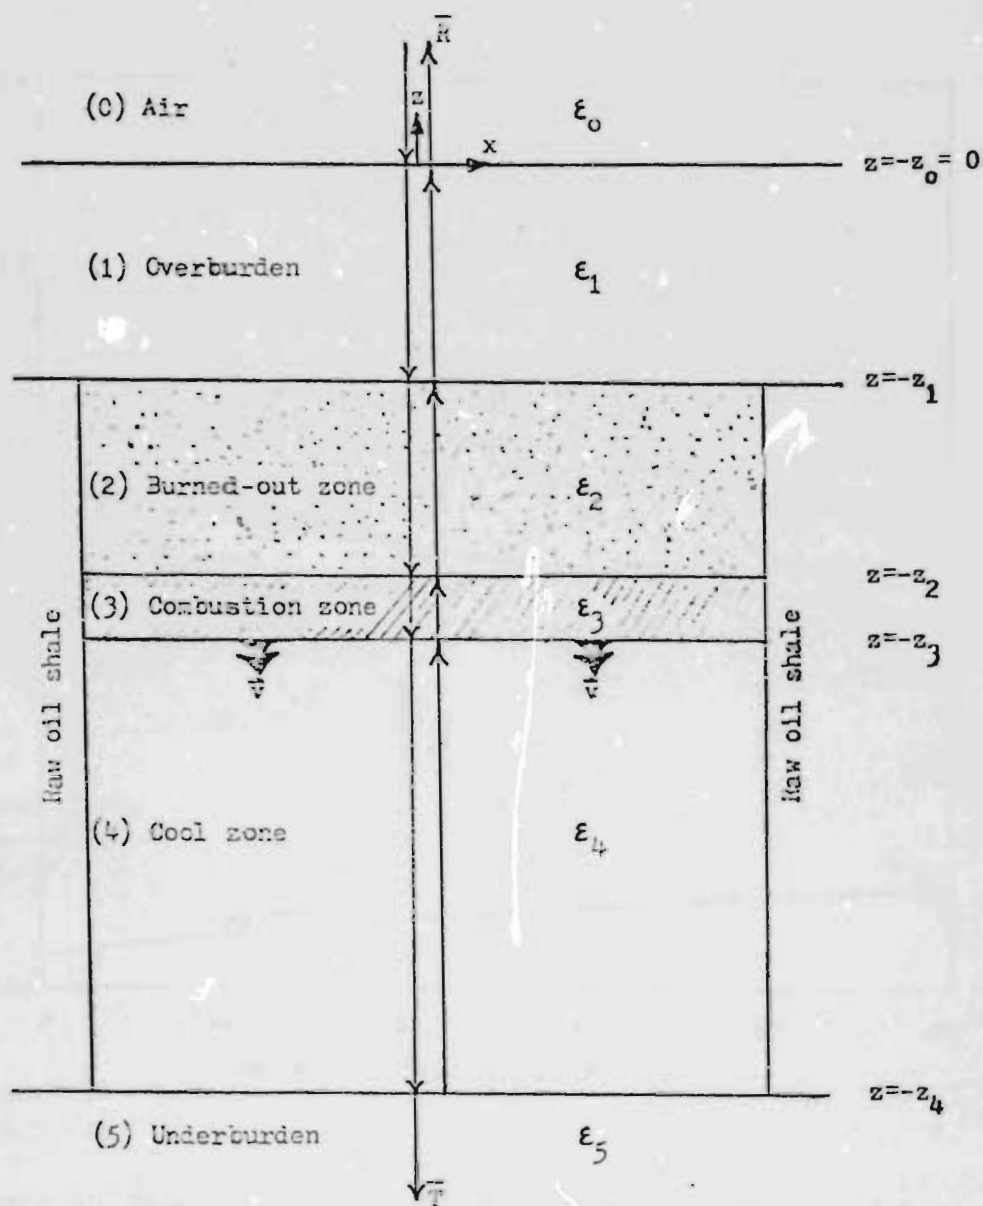 R̅
(0) Air
ε₀
z
x
z=-z₀= 0
(1) Overburden
ε₁
z=-z₁
(2) Burned-out zone
ε₂
z=-z₂
(3) Combustion zone
ε₃
z=-z₃
Raw oil shale
Raw oil shale
(4) Cool zone
ε₄
z=-z₄
(5) Underburden
ε₅
T̅